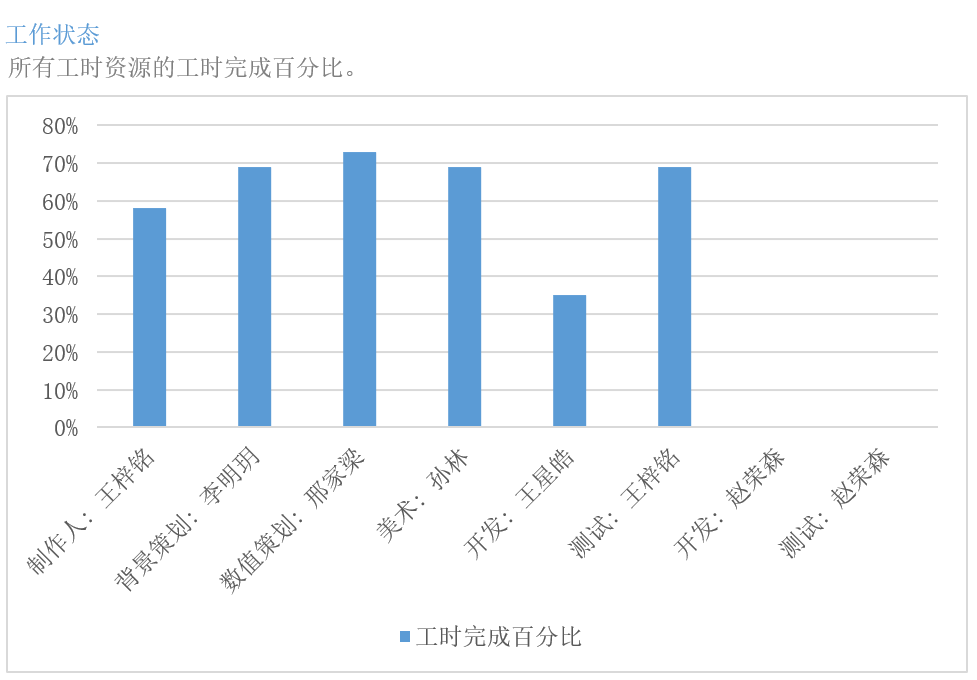 工作状态
所有工时资源的工时完成百分比。
80%
70%
60%
50%
40%
30%
20%
10%
0%
制作人：王梓铭
背景策划：李明玥
数值策划：邢家梁
美术：孙林
开发：王星皓
测试：王梓铭
开发：赵荣森
测试：赵荣森
工时完成百分比